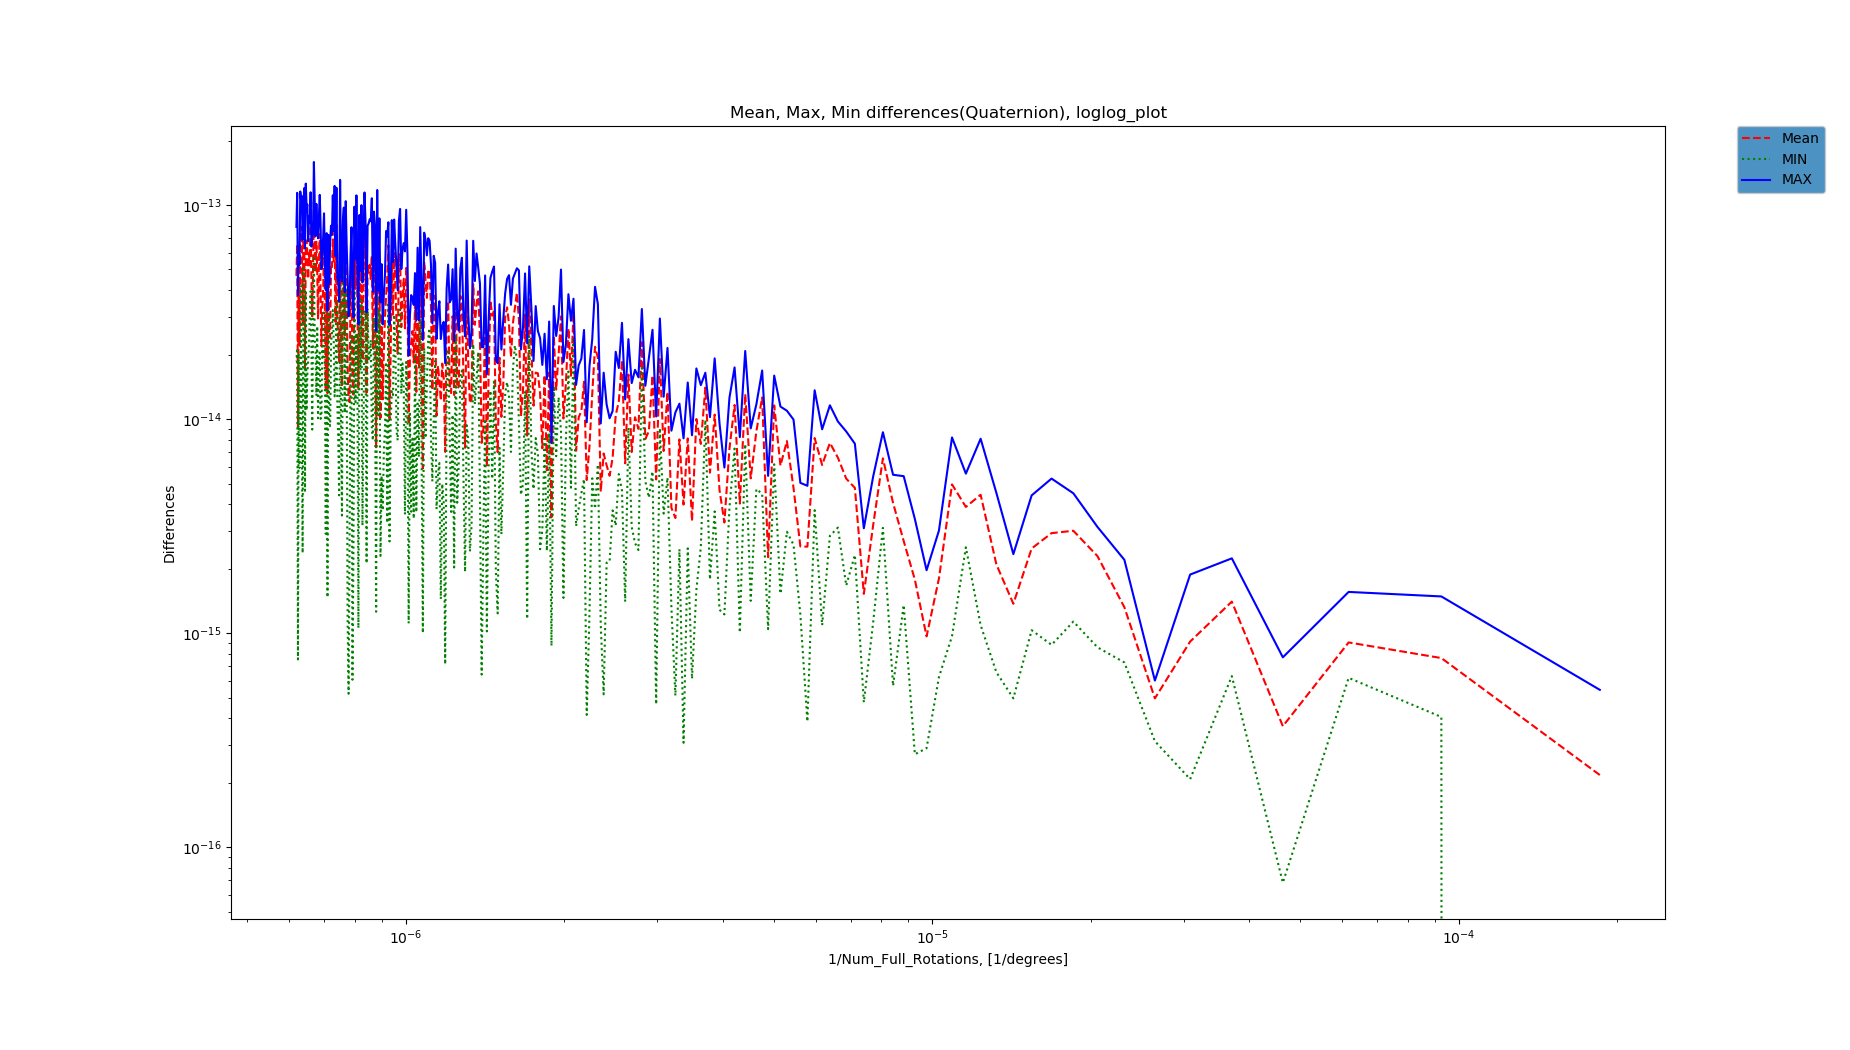 Mean, Max, Min differences(Quaternion), loglog_plot
Mean
MIN
MAX
10⁻¹³
10⁻¹⁴
10⁻¹⁵
10⁻¹⁶
Differences
10⁻⁶
10⁻⁵
10⁻⁴
1/Num_Full_Rotations, [1/degrees]